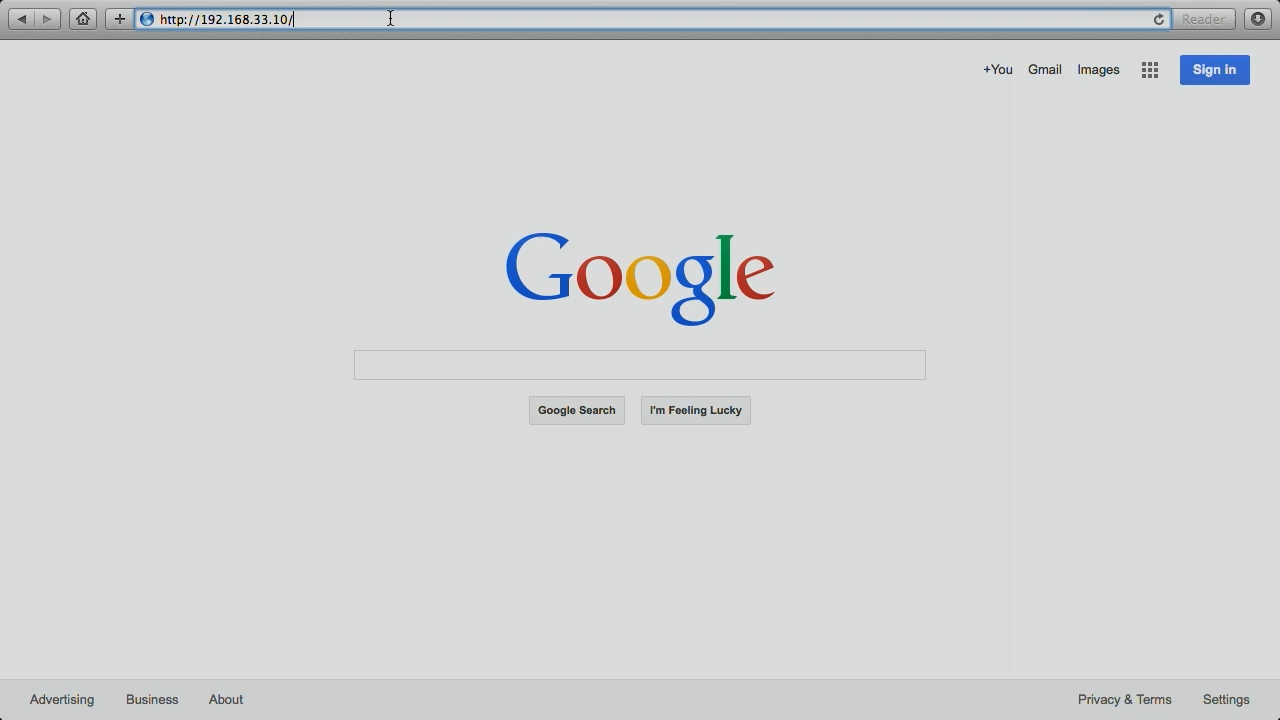 http://192.168.33.10/
Reader
+You Gmail Images Sign in
Google
Google Search I'm Feeling Lucky
Advertising Business About Privacy & Terms Settings